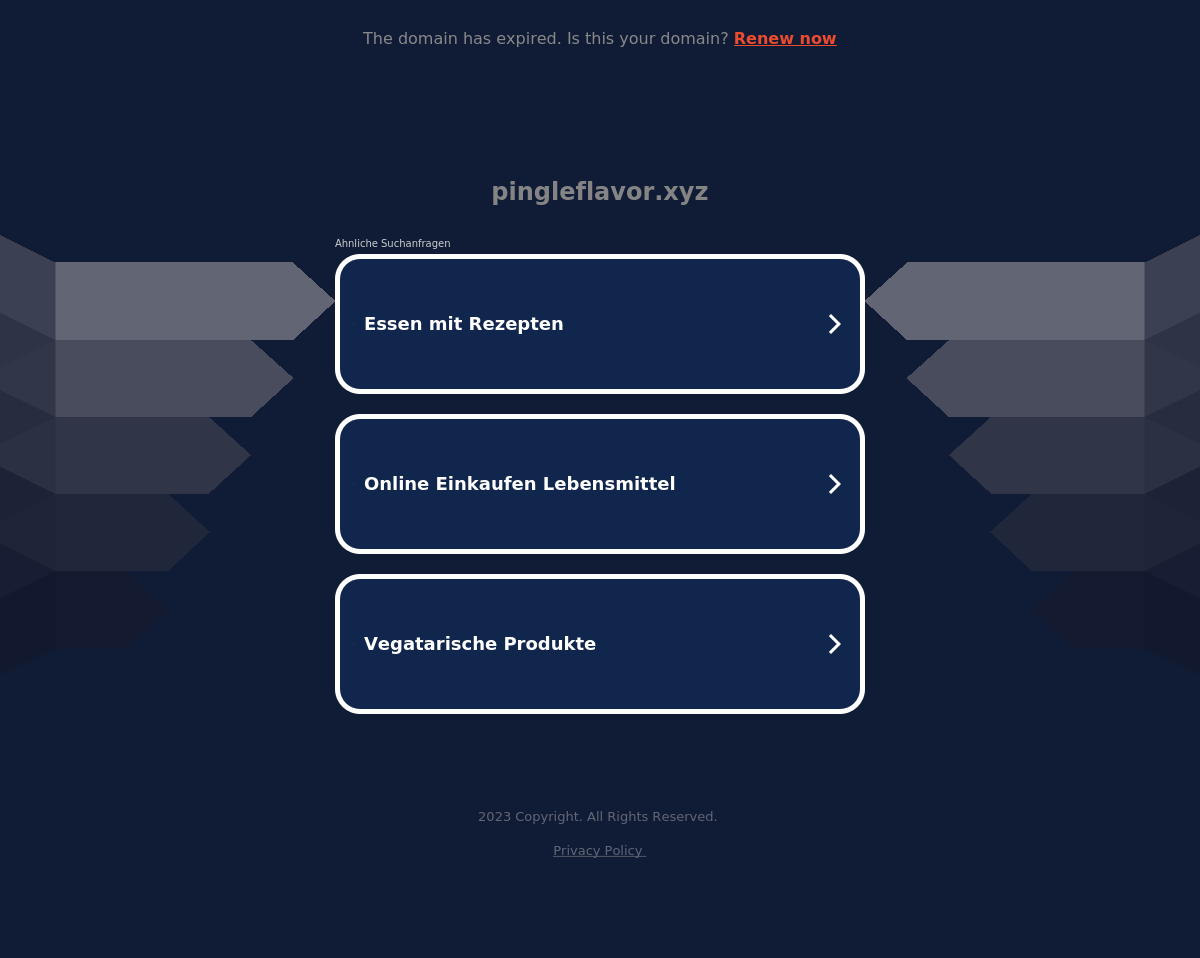 The domain has expired. Is this your domain? Renew now
pingleflavor.xyz
Ahnliche Suchanfragen
Essen mit Rezepten
Online Einkaufen Lebensmittel
Vegatarische Produkte
2023 Copyright. All Rights Reserved.
Privacy Policy